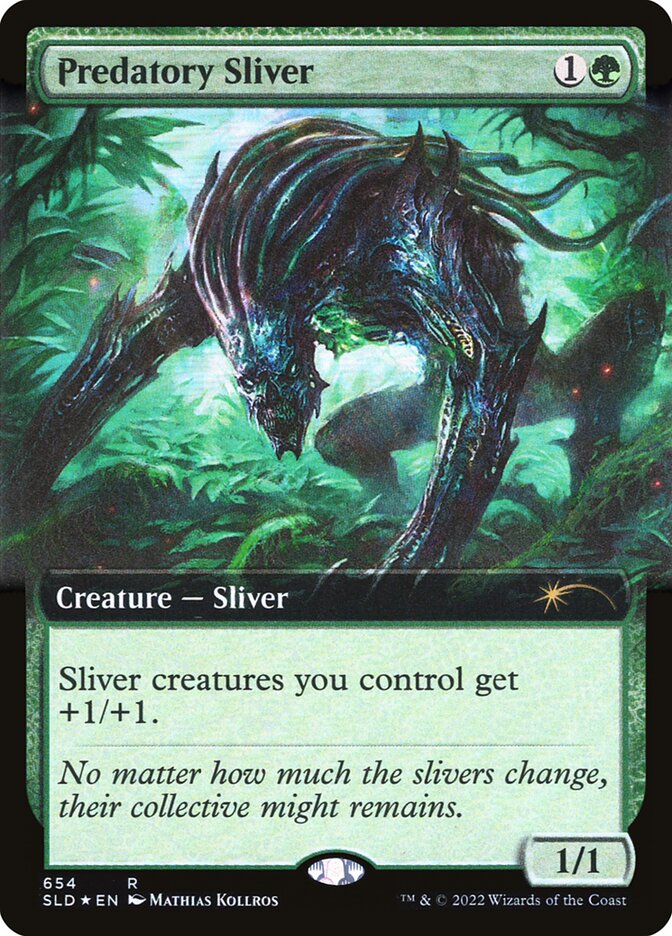 Predatory Sliver 1
Creature — Sliver
Sliver creatures you control get
+1/+1.
No matter how much the slivers change,
their collective might remains.
1/1
654 R
SLD ★ EN Mathias Kollros
™ & © 2022 Wizards of the Coast